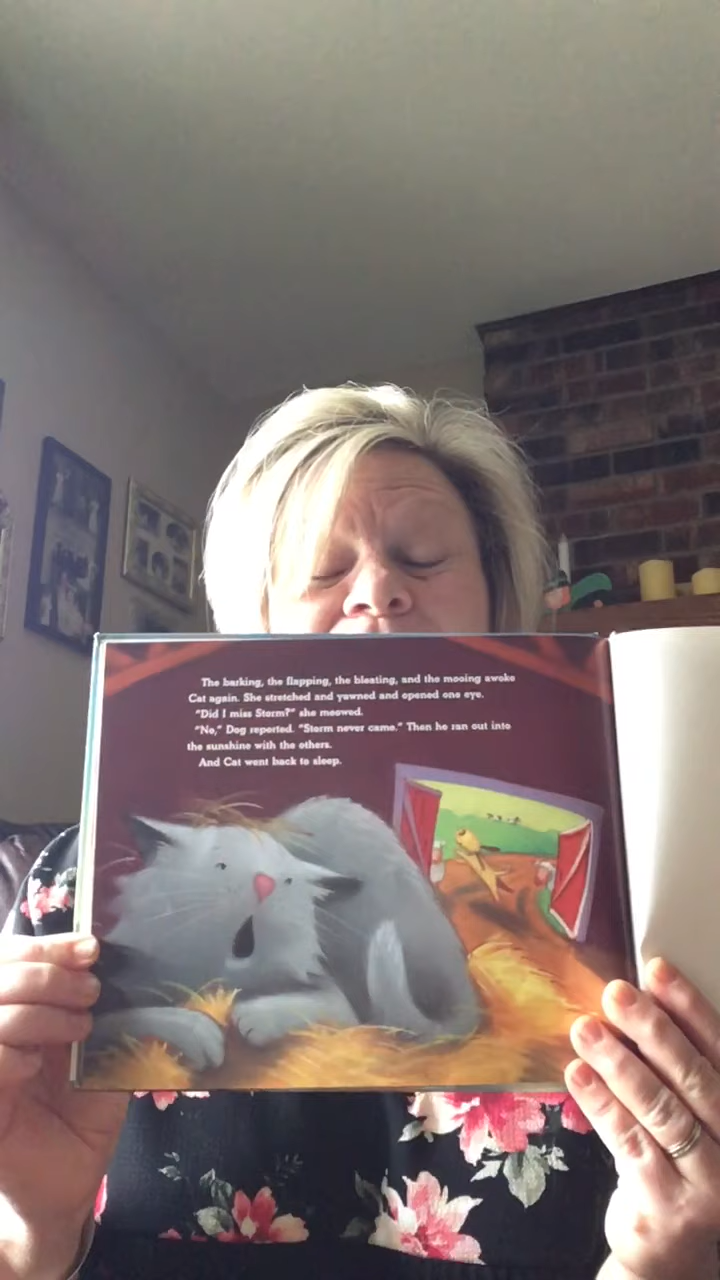 The barking, the flapping, the bleating, and the mooing awoke
Cat again. She stretched and yawned and opened one eye.
"Did I miss Storm?" she meowed.
"No," Dog reported. "Storm never came." Then he ran out into
the sunshine with the others.
And Cat went back to sleep.